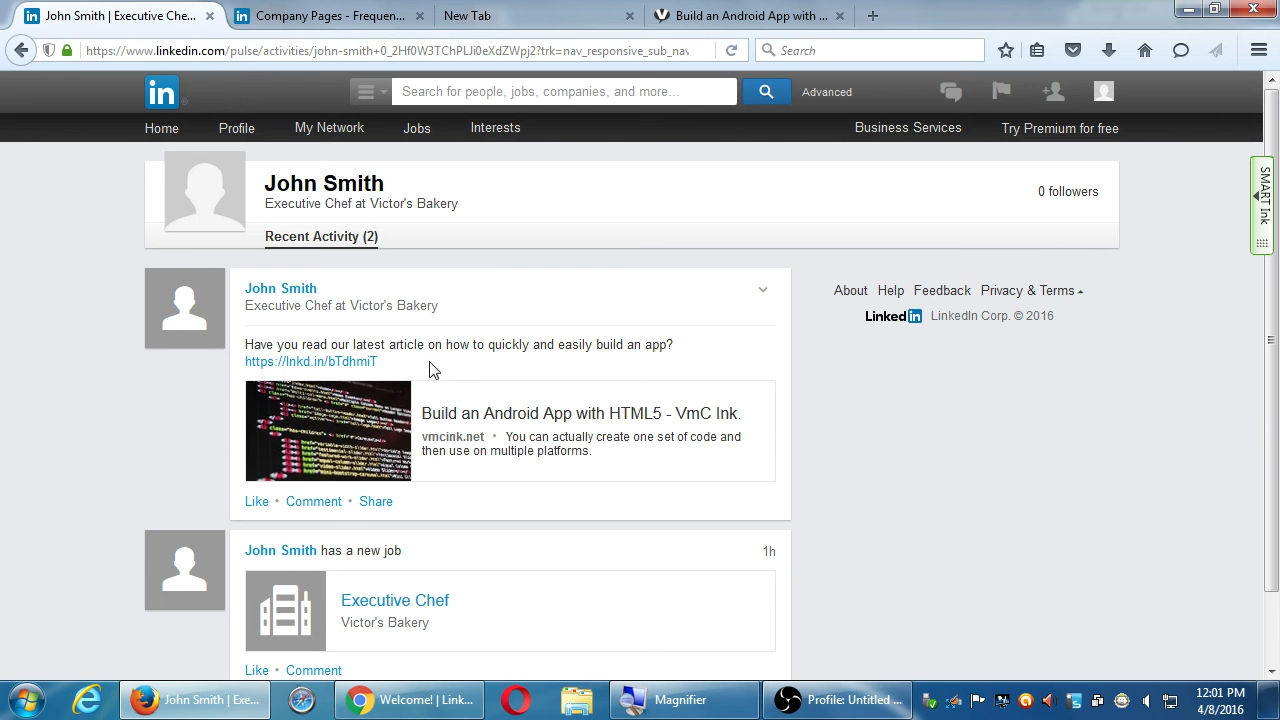 John Smith | Executive Che...
Company Pages - Frequen...
New Tab
Build an Android App with ...
https://www.linkedin.com/pulse/activities/john-smith+0_2Hf0W3TChPLJi0eXdZWpj2?trk=nav_responsive_sub_nav
Search
in
Search for people, jobs, companies, and more...
Advanced
Home
Profile
My Network
Jobs
Interests
Business Services
Try Premium for free
John Smith
Executive Chef at Victor's Bakery
0 followers
Recent Activity (2)
SMART Ink
John Smith
Executive Chef at Victor's Bakery
Have you read our latest article on how to quickly and easily build an app?
https://lnkd.in/bTdhmiT
Build an Android App with HTML5 - VmC Ink.
vmcink.net • You can actually create one set of code and
then use on multiple platforms.
Like • Comment • Share
About Help Feedback Privacy & Terms
Linked in LinkedIn Corp. © 2016
John Smith has a new job
1h
Executive Chef
Victor's Bakery
Like • Comment
John Smith | Exe...
Welcome! | Link...
Magnifier
Profile: Untitled ...
12:01 PM
4/8/2016